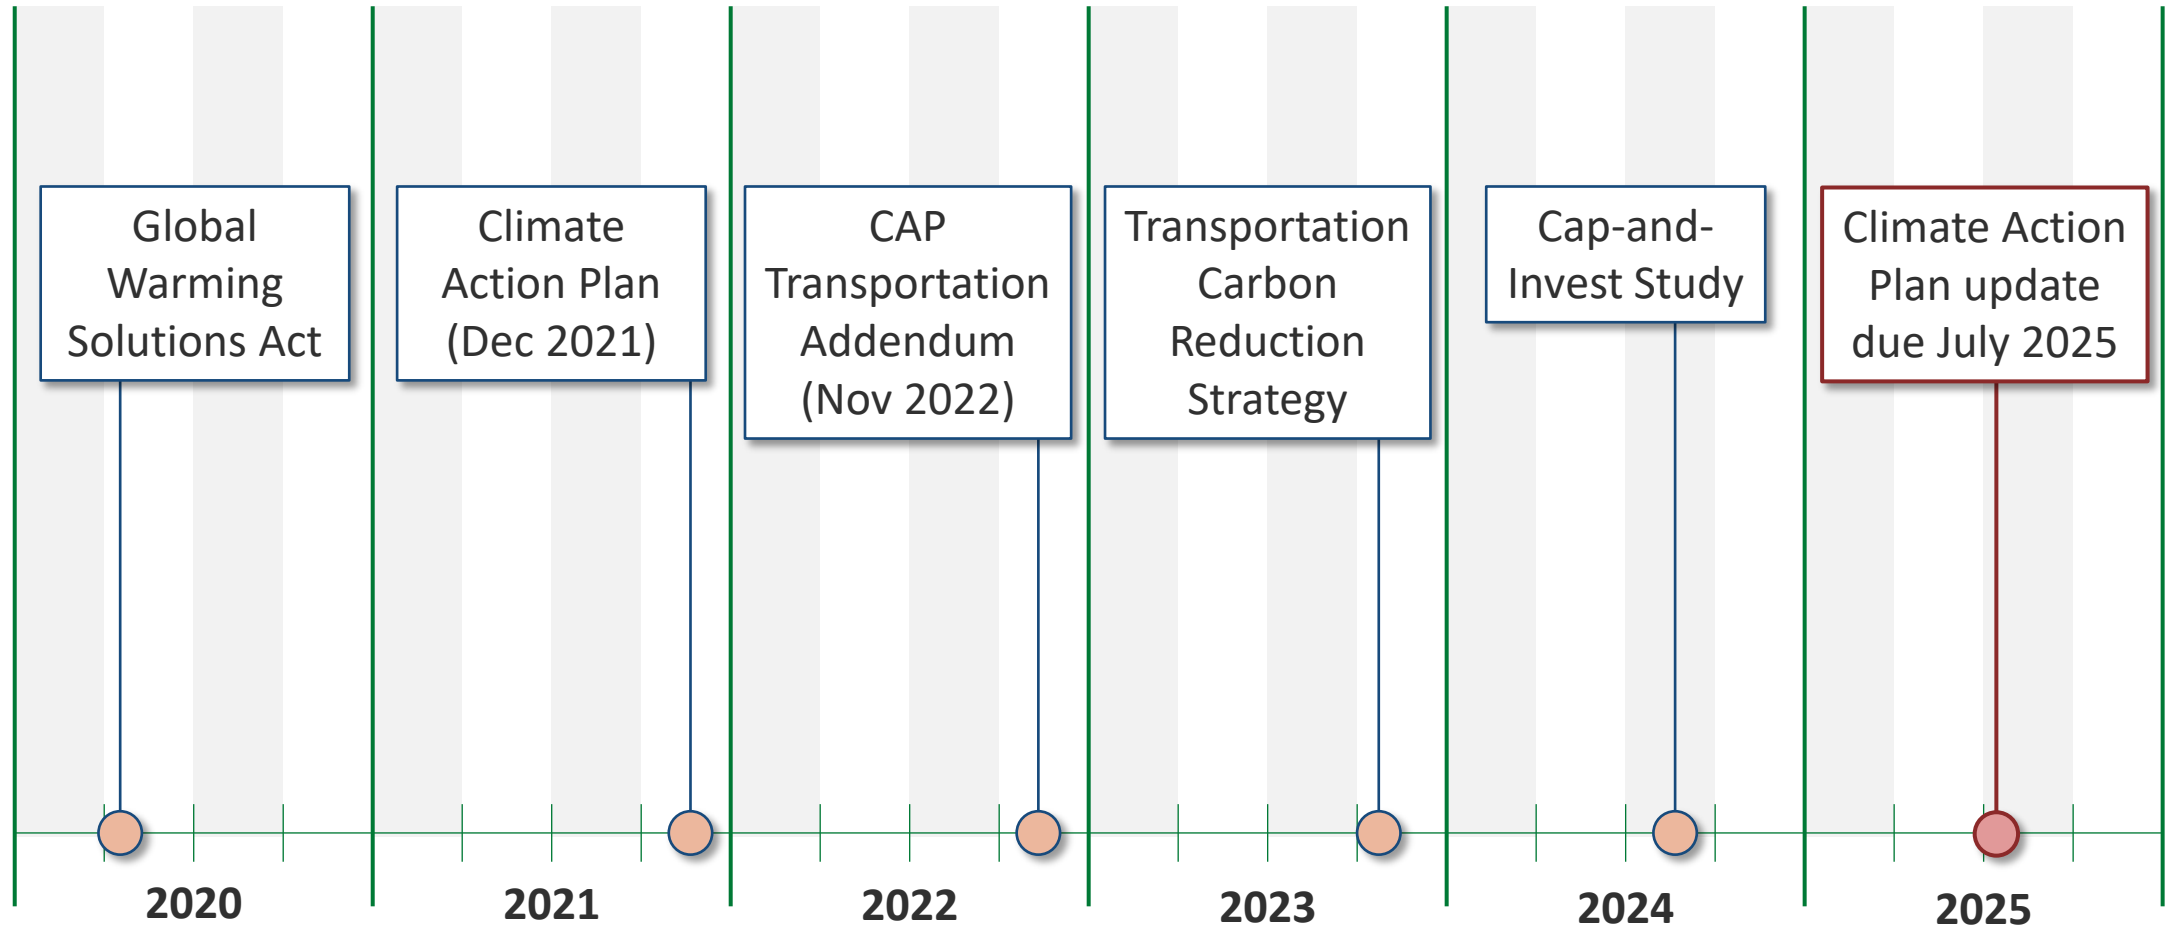 Global
Warming
Solutions Act
Climate
Action Plan
(Dec 2021)
CAP
Transportation
Addendum
(Nov 2022)
Transportation
Carbon
Reduction
Strategy
Cap-and-
Invest Study
Climate Action
Plan update
due July 2025
2020
2021
2022
2023
2024
2025